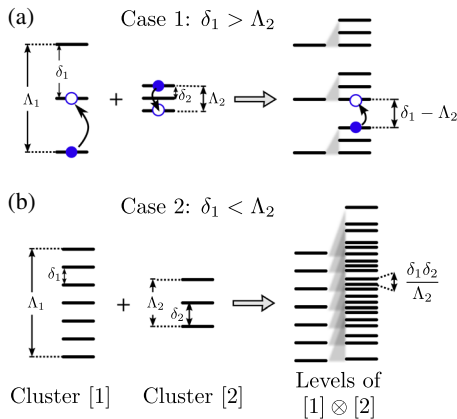 (a) Case 1: δ₁ > Λ₂
Λ₁
δ₁
+
δ₂
Λ₂
δ₁ − Λ₂
(b) Case 2: δ₁ < Λ₂
Λ₁
δ₁
+
Λ₂
δ₂
δ₁δ₂
Λ₂
Cluster [1]
Cluster [2]
Levels of
[1] ⊗ [2]